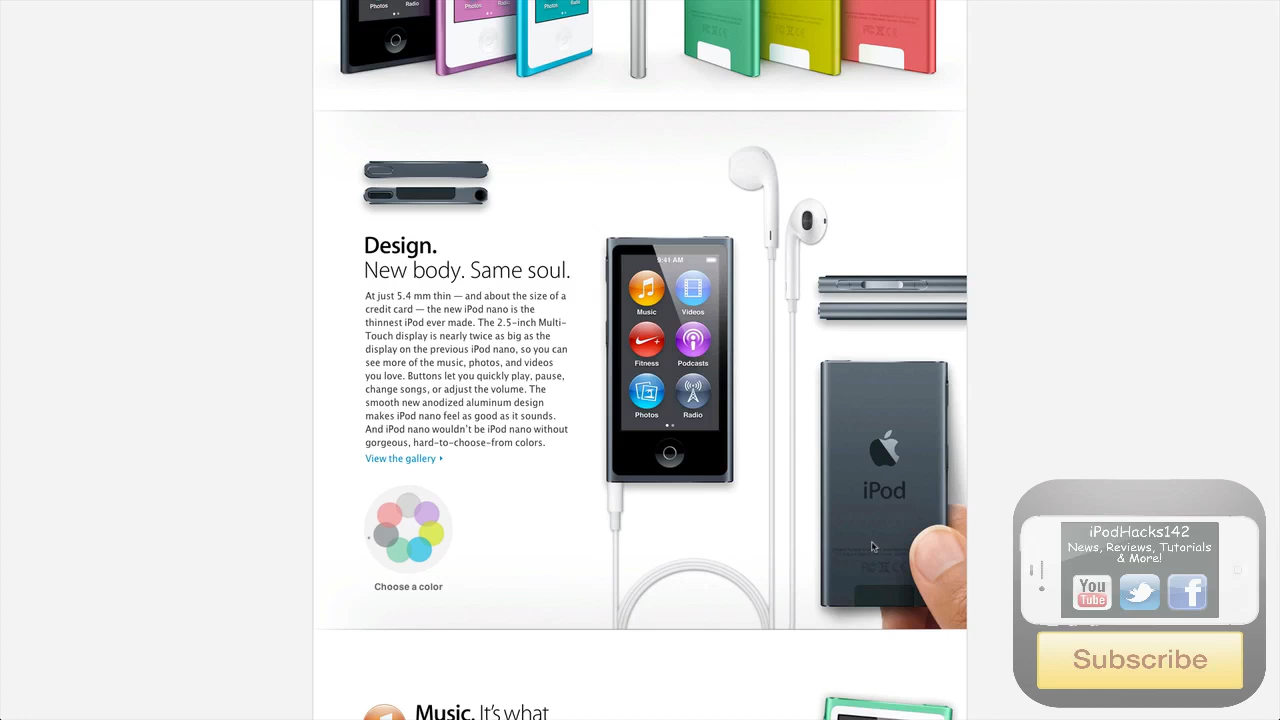 Photos Radio
Radio
Photos Radio
Design.
New body. Same soul.
At just 5.4 mm thin — and about the size of a
credit card — the new iPod nano is the
thinnest iPod ever made. The 2.5-inch Multi-
Touch display is nearly twice as big as the
display on the previous iPod nano, so you can
see more of the music, photos, and videos
you love. Buttons let you quickly play, pause,
change songs, or adjust the volume. The
smooth new anodized aluminum design
makes iPod nano feel as good as it sounds.
And iPod nano wouldn't be iPod nano without
gorgeous, hard-to-choose-from colors.
View the gallery
Choose a color
9:41 AM
Music Videos
Fitness Podcasts
Photos Radio
iPod
iPodHacks142
News, Reviews, Tutorials
& More!
You
Tube
f
Subscribe
Music. It's what